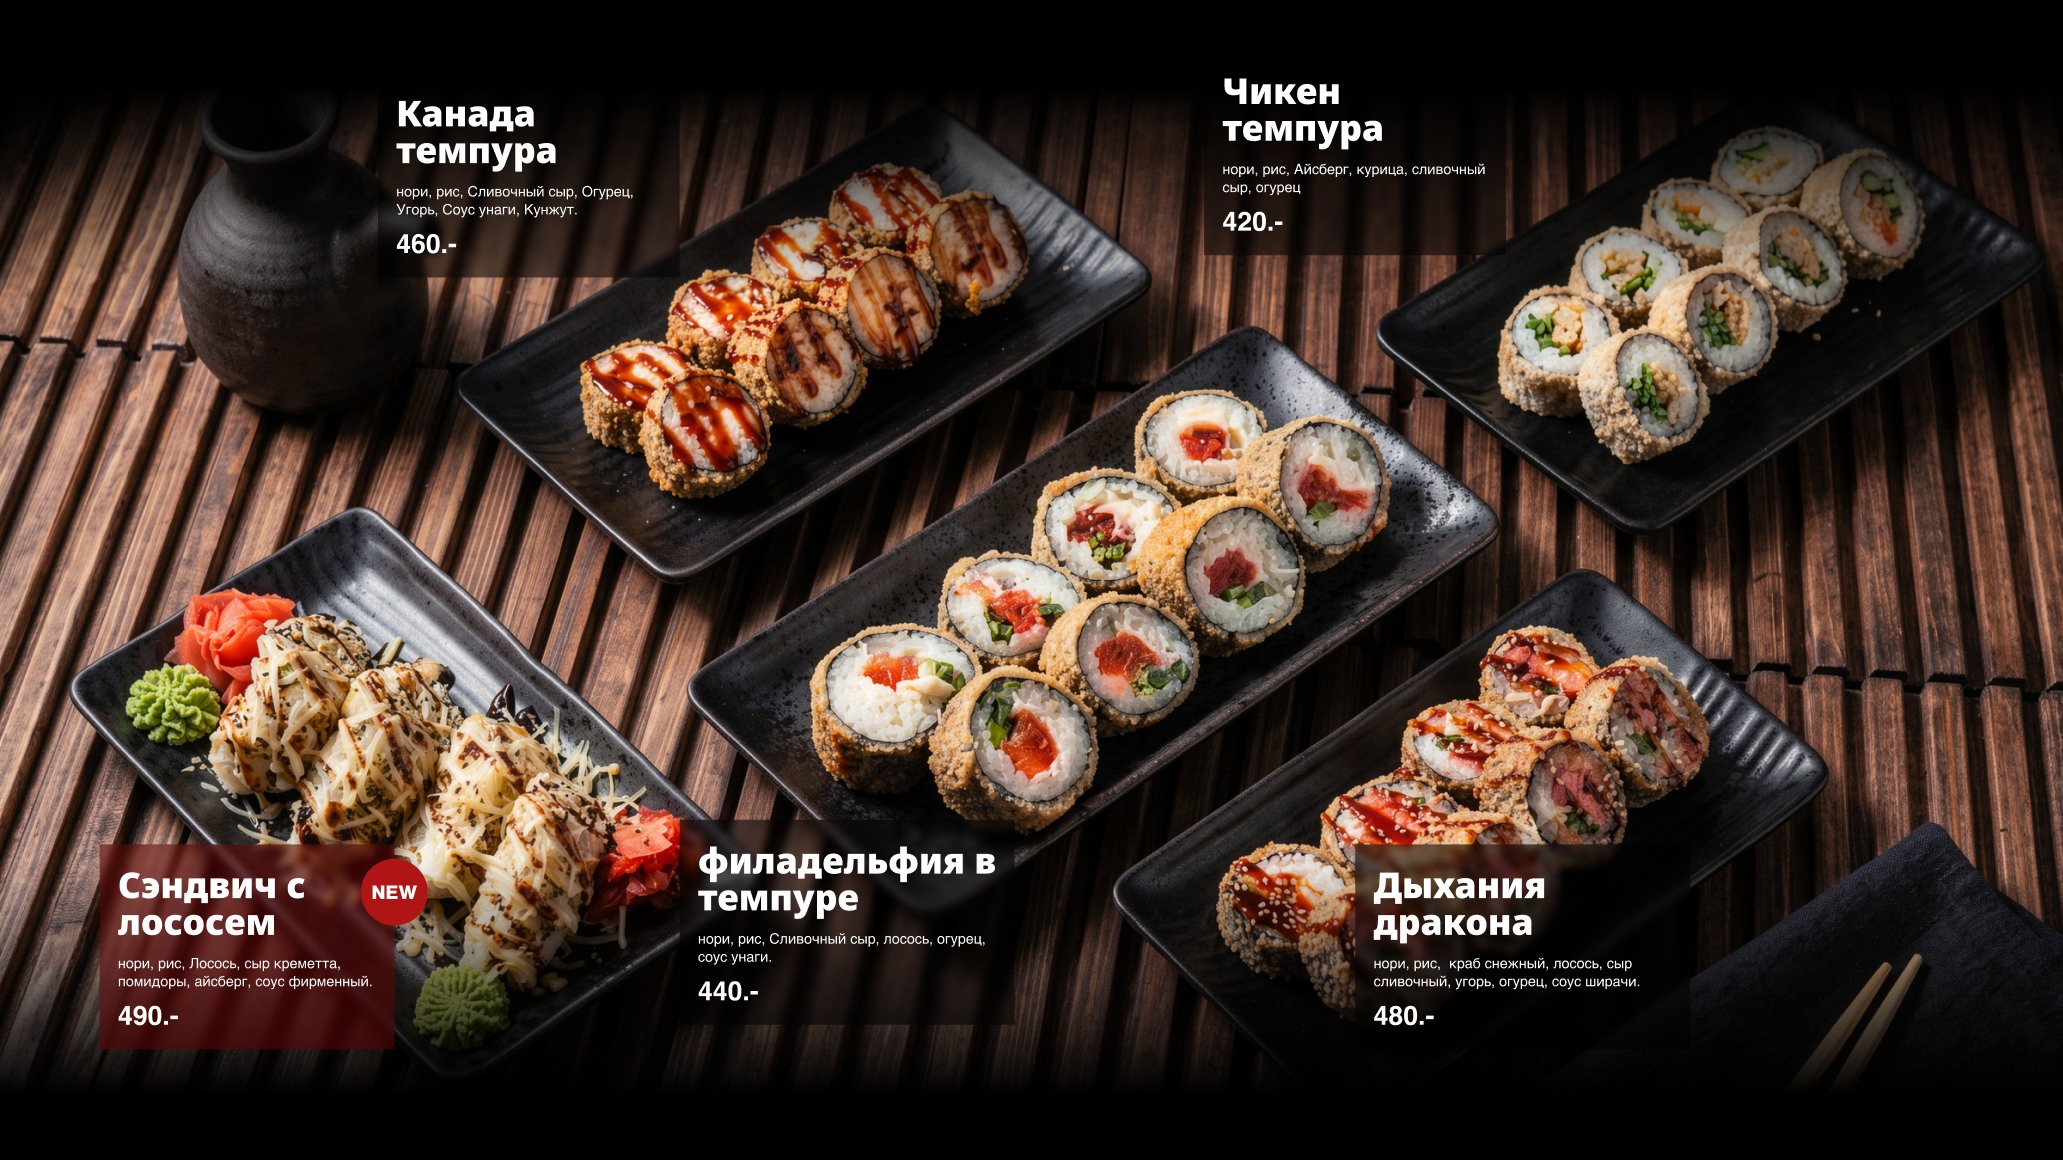 Канада
темпура
нори, рис, Сливочный сыр, Огурец,
Угорь, Соус унаги, Кунжут.
460.-
Чикен
темпура
нори, рис, Айсберг, курица, сливочный
сыр, огурец
420.-
Сэндвич с
лососем
NEW
нори, рис, Лосось, сыр креметта,
помидоры, айсберг, соус фирменный.
490.-
филадельфия в
темпуре
нори, рис, Сливочный сыр, лосось, огурец,
соус унаги.
440.-
Дыхания
дракона
нори, рис,  краб снежный, лосось, сыр
сливочный, угорь, огурец, соус ширачи.
480.-